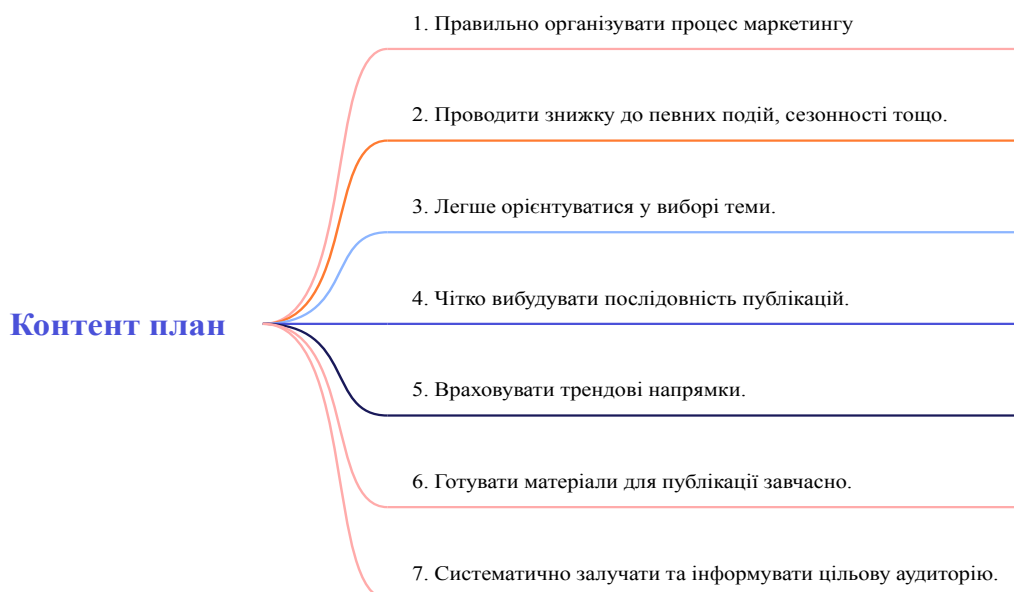 1. Правильно організувати процес маркетингу
2. Проводити знижку до певних подій, сезонності тощо.
3. Легше орієнтуватися у виборі теми.
Контент план
4. Чітко вибудувати послідовність публікацій.
5. Враховувати трендові напрямки.
6. Готувати матеріали для публікації завчасно.
7. Систематично залучати та інформувати цільову аудиторію.